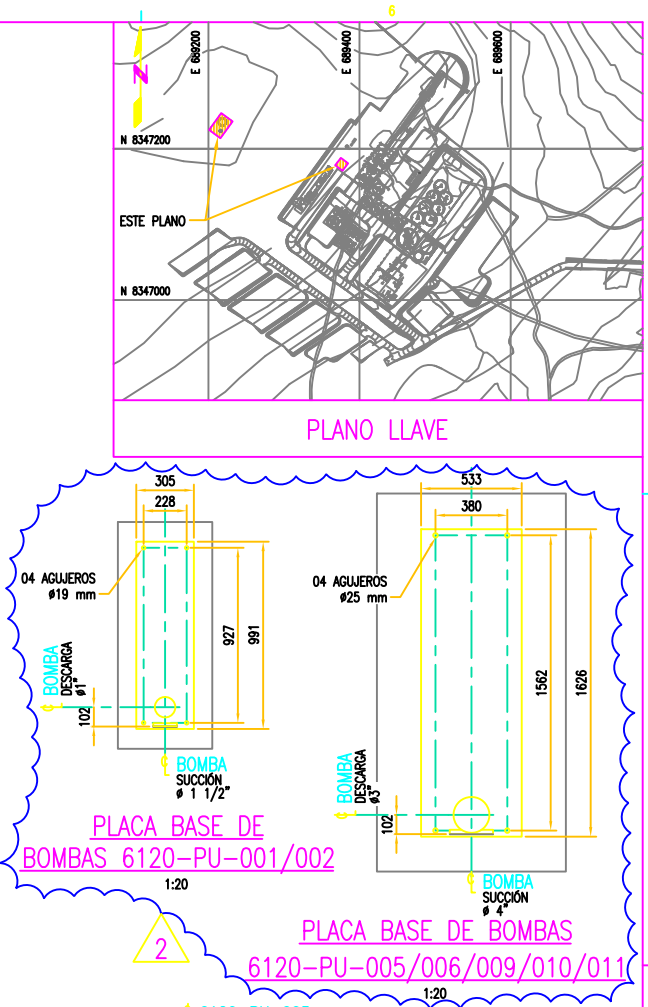 6
E 689200
E 689400
E 689600
N
N 8347200
ESTE PLANO
N 8347000
PLANO LLAVE
305
228
04 AGUJEROS
ø19 mm
927
991
BOMBA
DESCARGA
ø1"
102
BOMBA
SUCCIÓN
ø 1 1/2"
PLACA BASE DE
BOMBAS 6120-PU-001/002
1:20
533
380
04 AGUJEROS
ø25 mm
1562
1626
BOMBA
DESCARGA
ø3"
102
BOMBA
SUCCIÓN
ø 4"
PLACA BASE DE BOMBAS
6120-PU-005/006/009/010/011
1:20
2